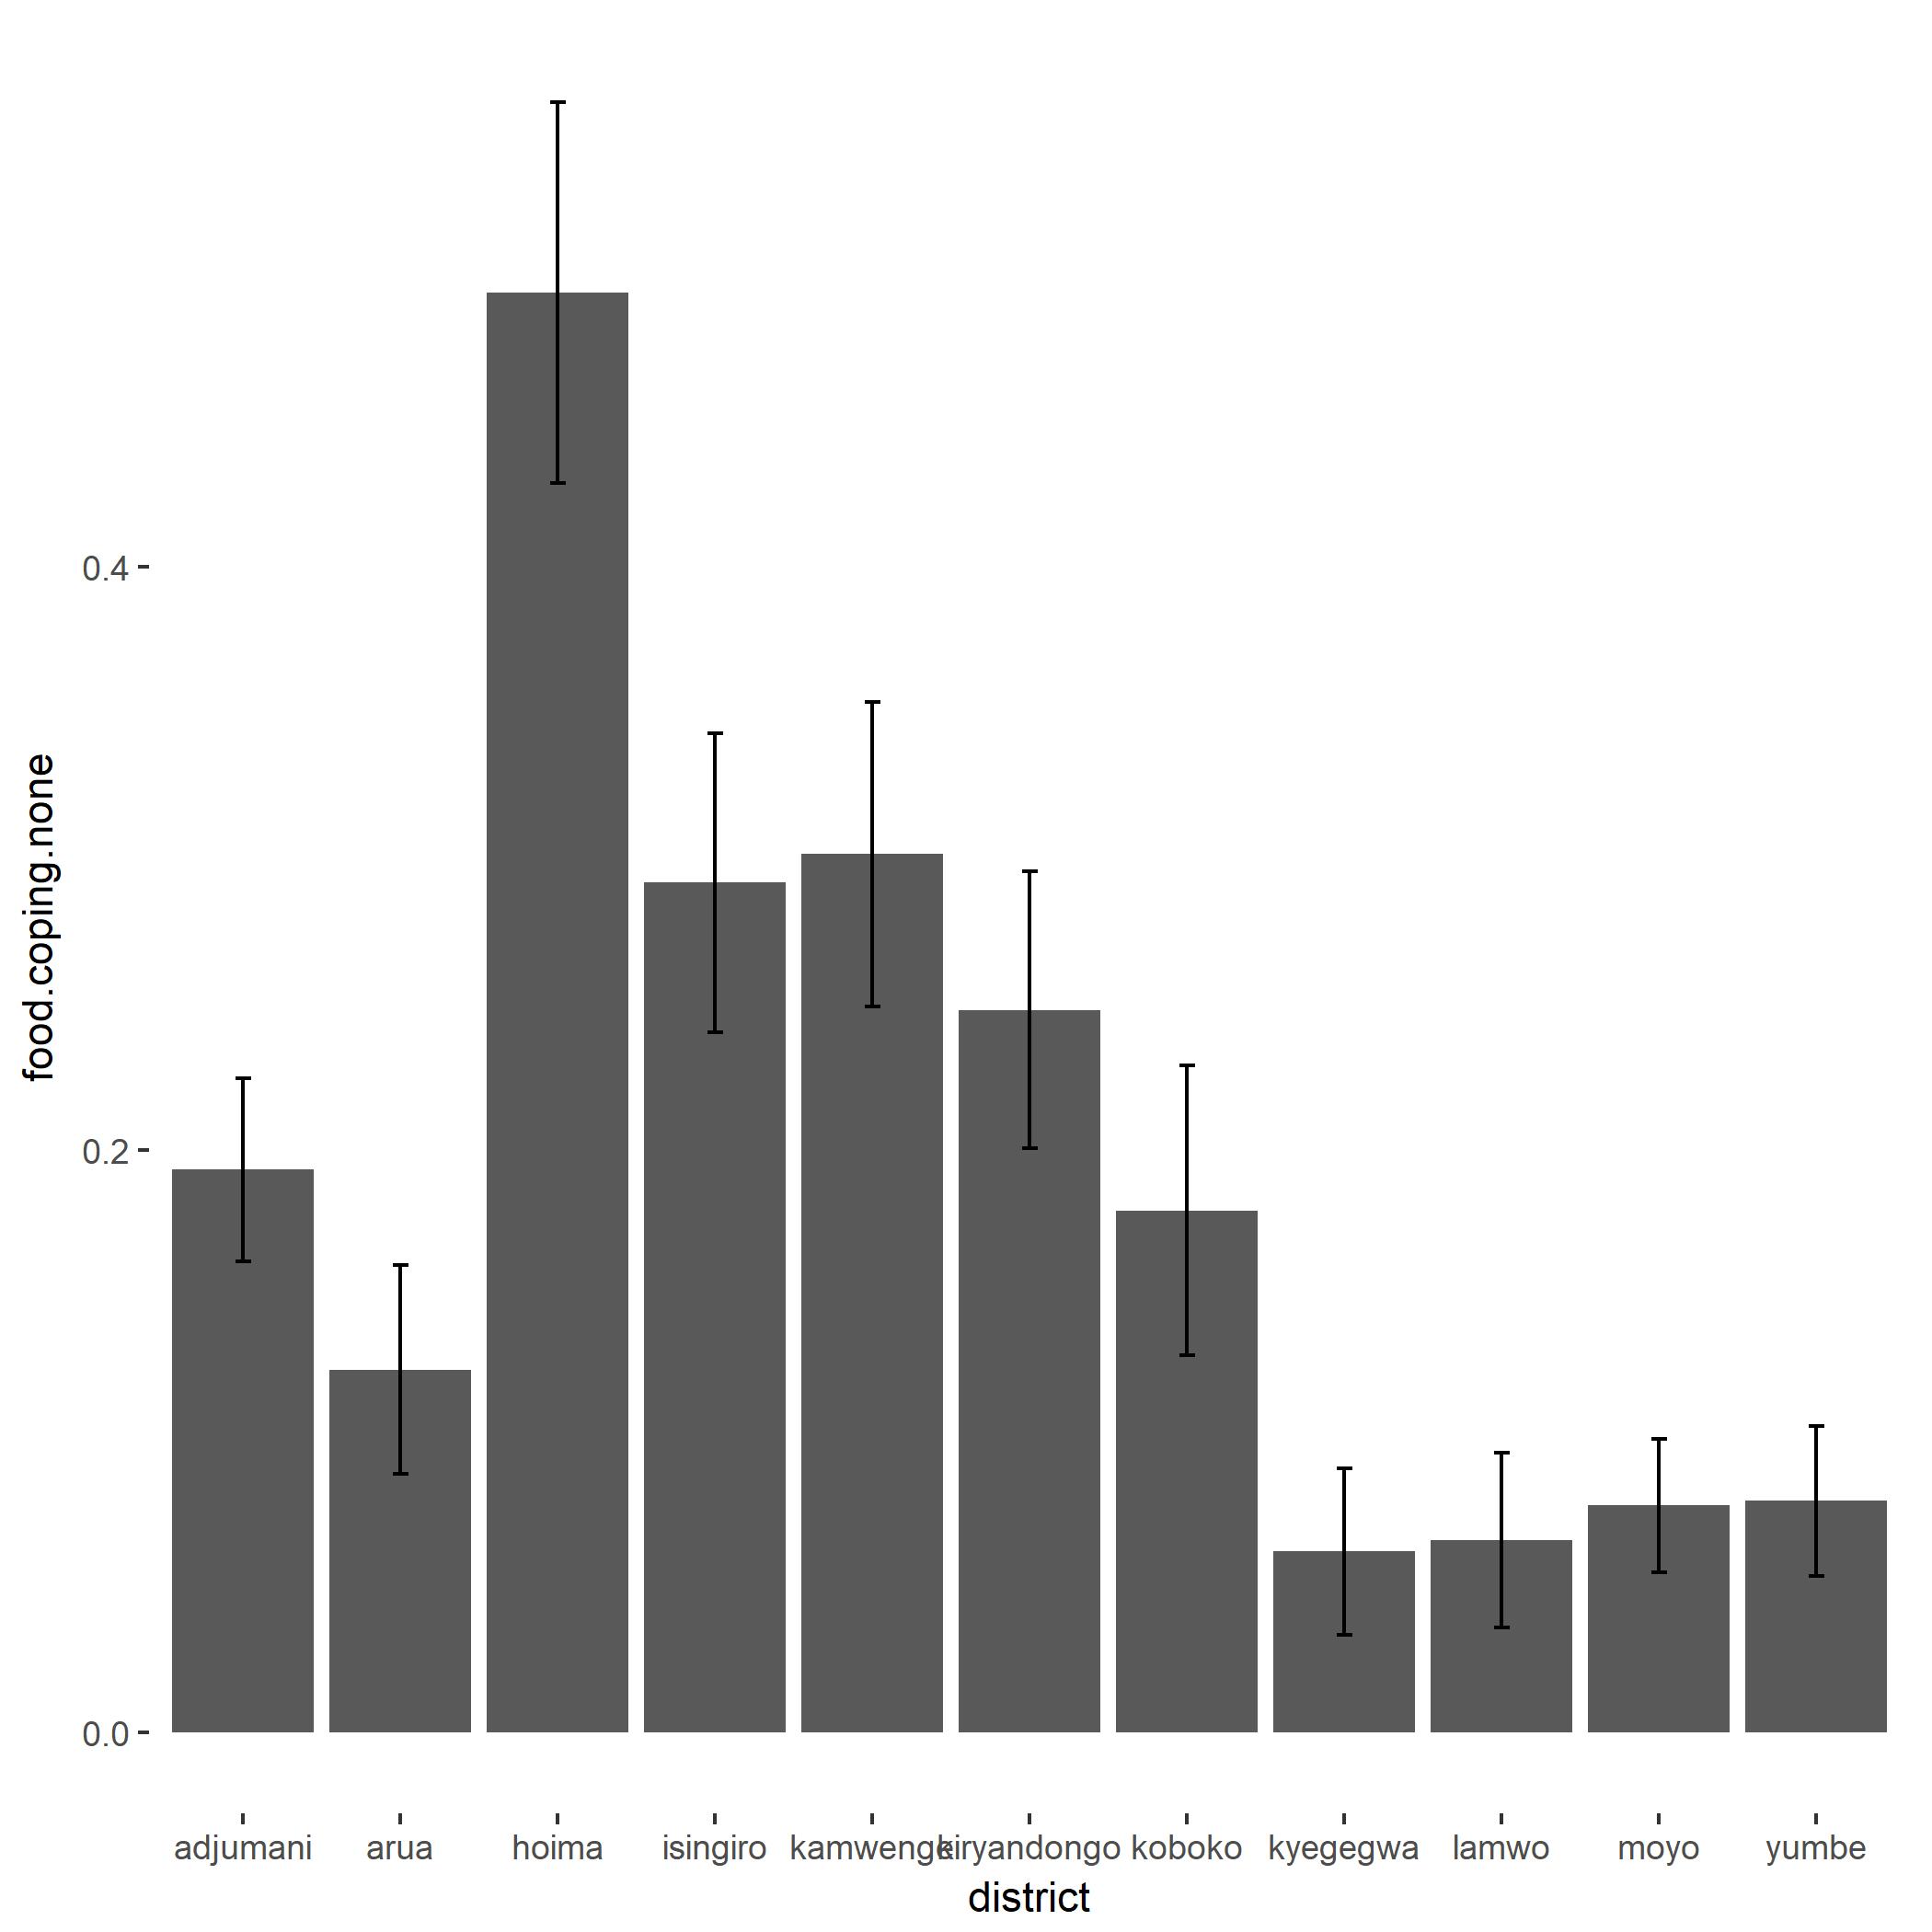 food.coping.none
0.4
0.2
0.0
adjumani arua hoima isingiro kamwenge kiryandongo koboko kyegegwa lamwo moyo yumbe
district